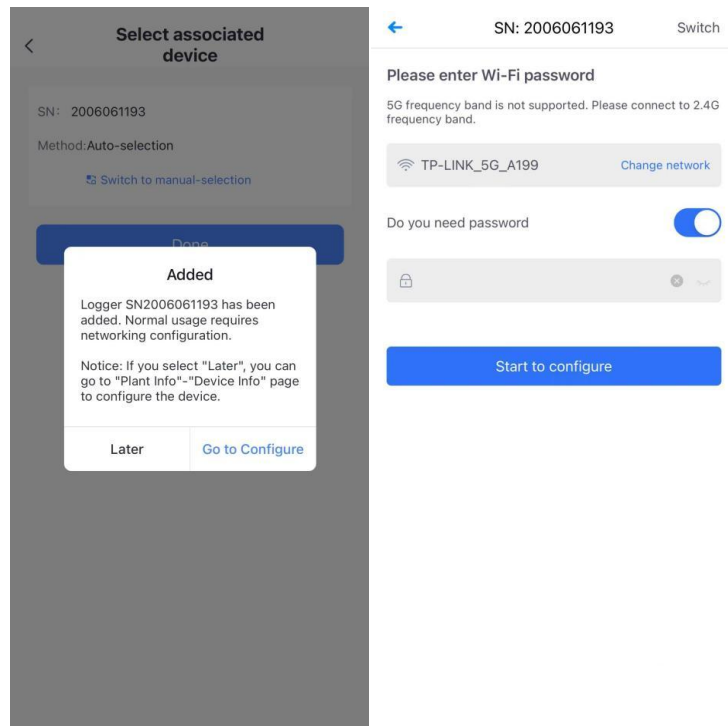 Select associated
device
SN: 2006061193
Method:Auto-selection
Switch to manual-selection
Done
Added
Logger SN2006061193 has been
added. Normal usage requires
networking configuration.
Notice: If you select "Later", you can
go to "Plant Info"-"Device Info" page
to configure the device.
Later
Go to Configure
SN: 2006061193
Switch
Please enter Wi-Fi password
5G frequency band is not supported. Please connect to 2.4G
frequency band.
TP-LINK_5G_A199
Change network
Do you need password
Start to configure